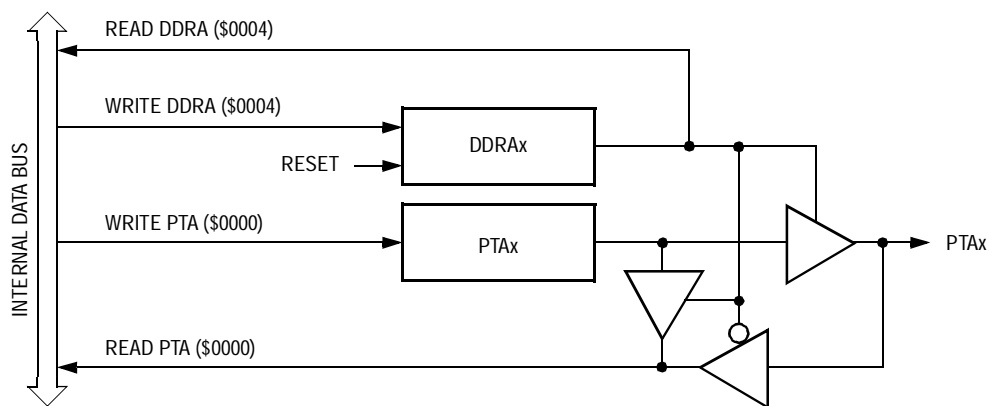 READ DDRA ($0004)
WRITE DDRA ($0004)
DDRAx
RESET
INTERNAL DATA BUS
WRITE PTA ($0000)
PTAx
PTAx
READ PTA ($0000)